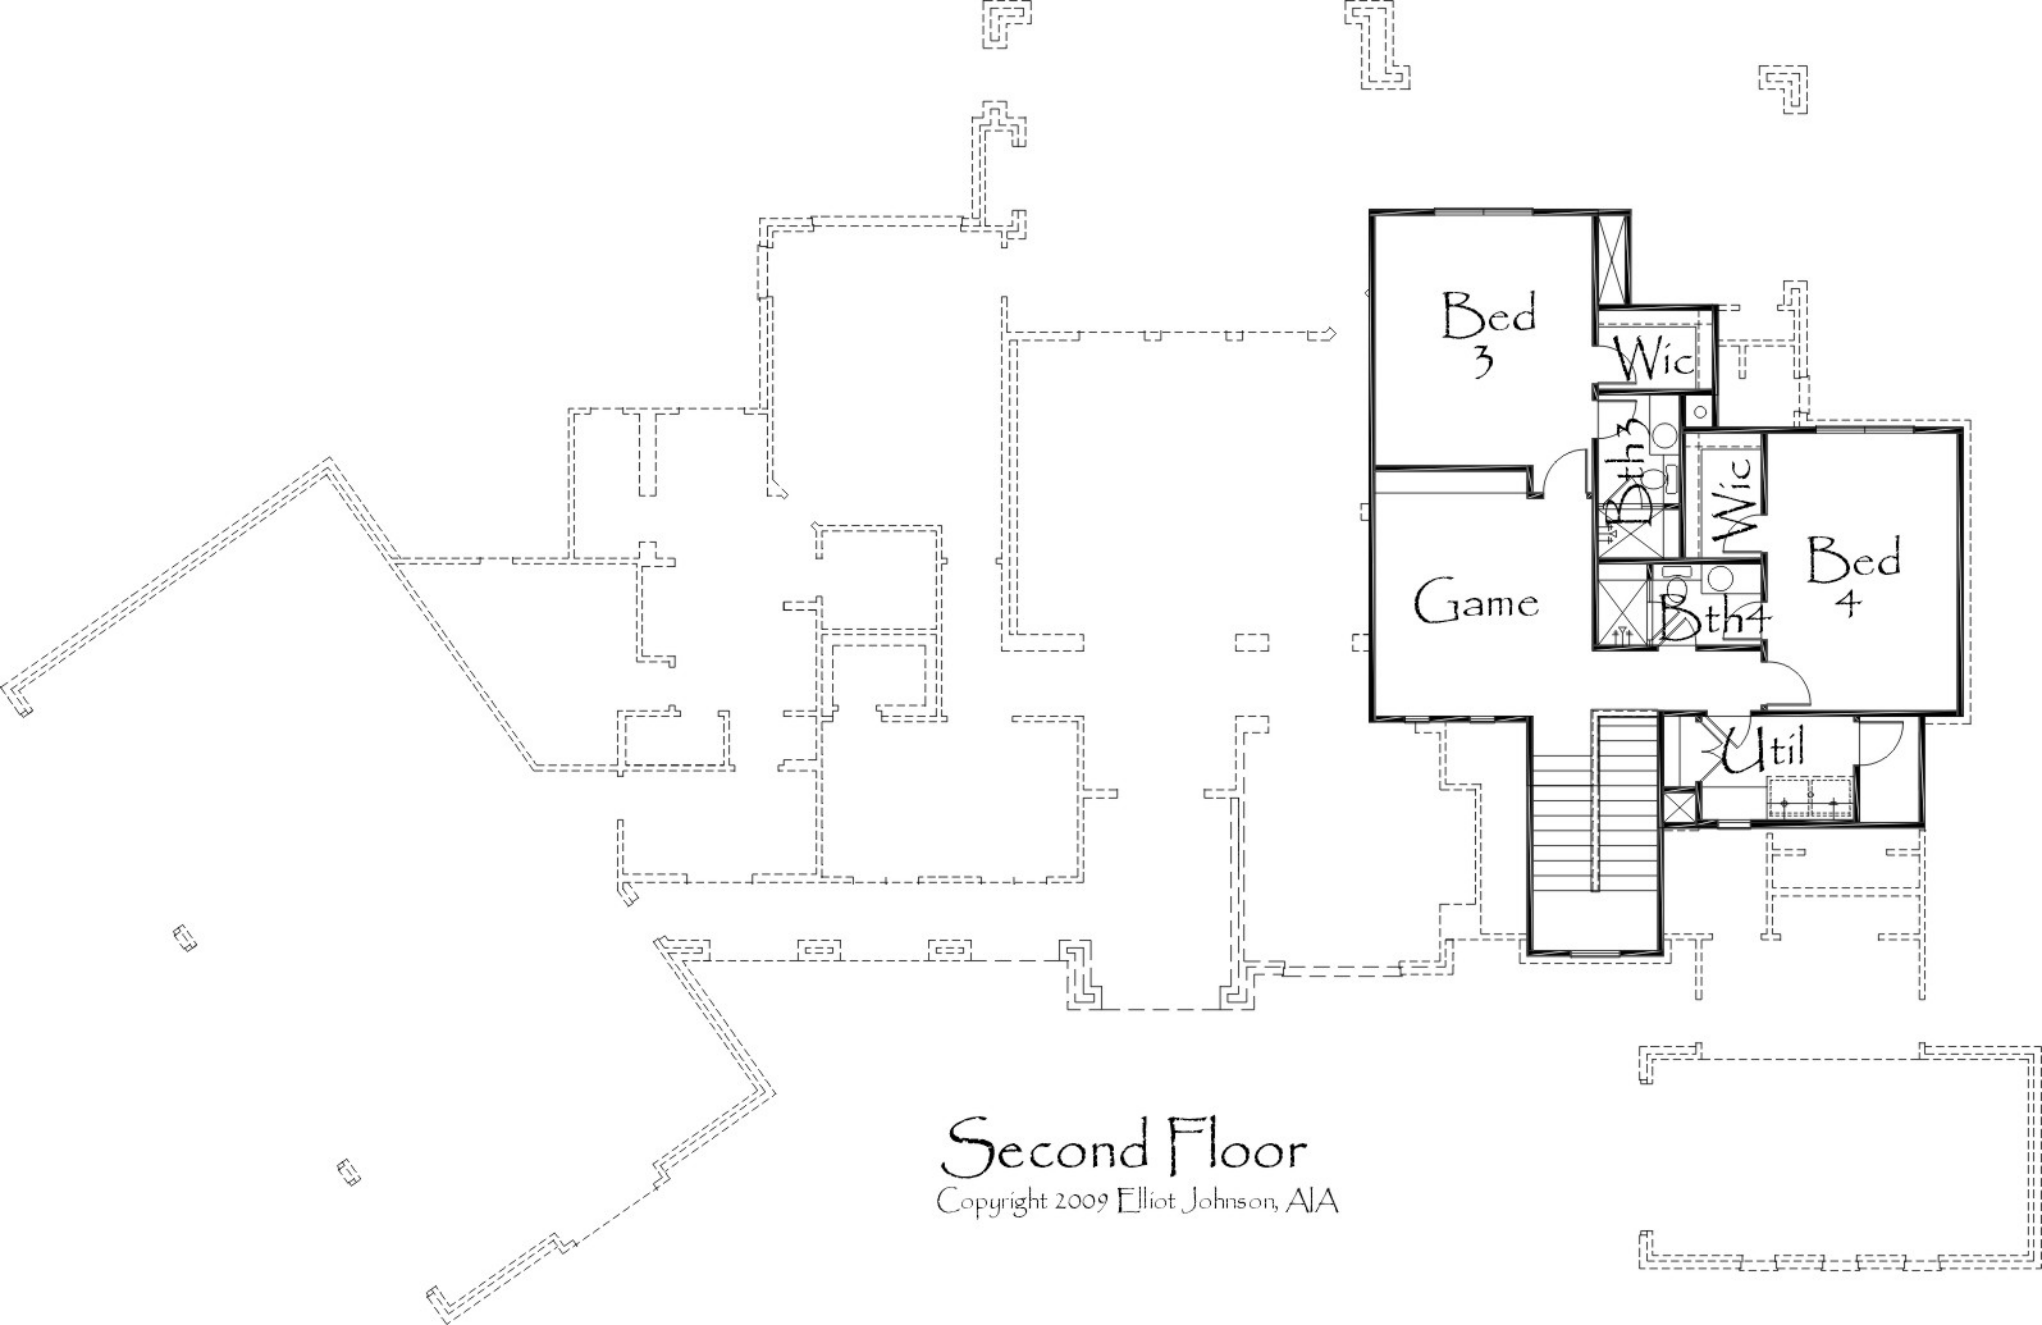 Bed
3
Wic
Bth3
Wic
Bed
4
Game
Bth4
Util
Second Floor
Copyright 2009 Elliot Johnson, AIA